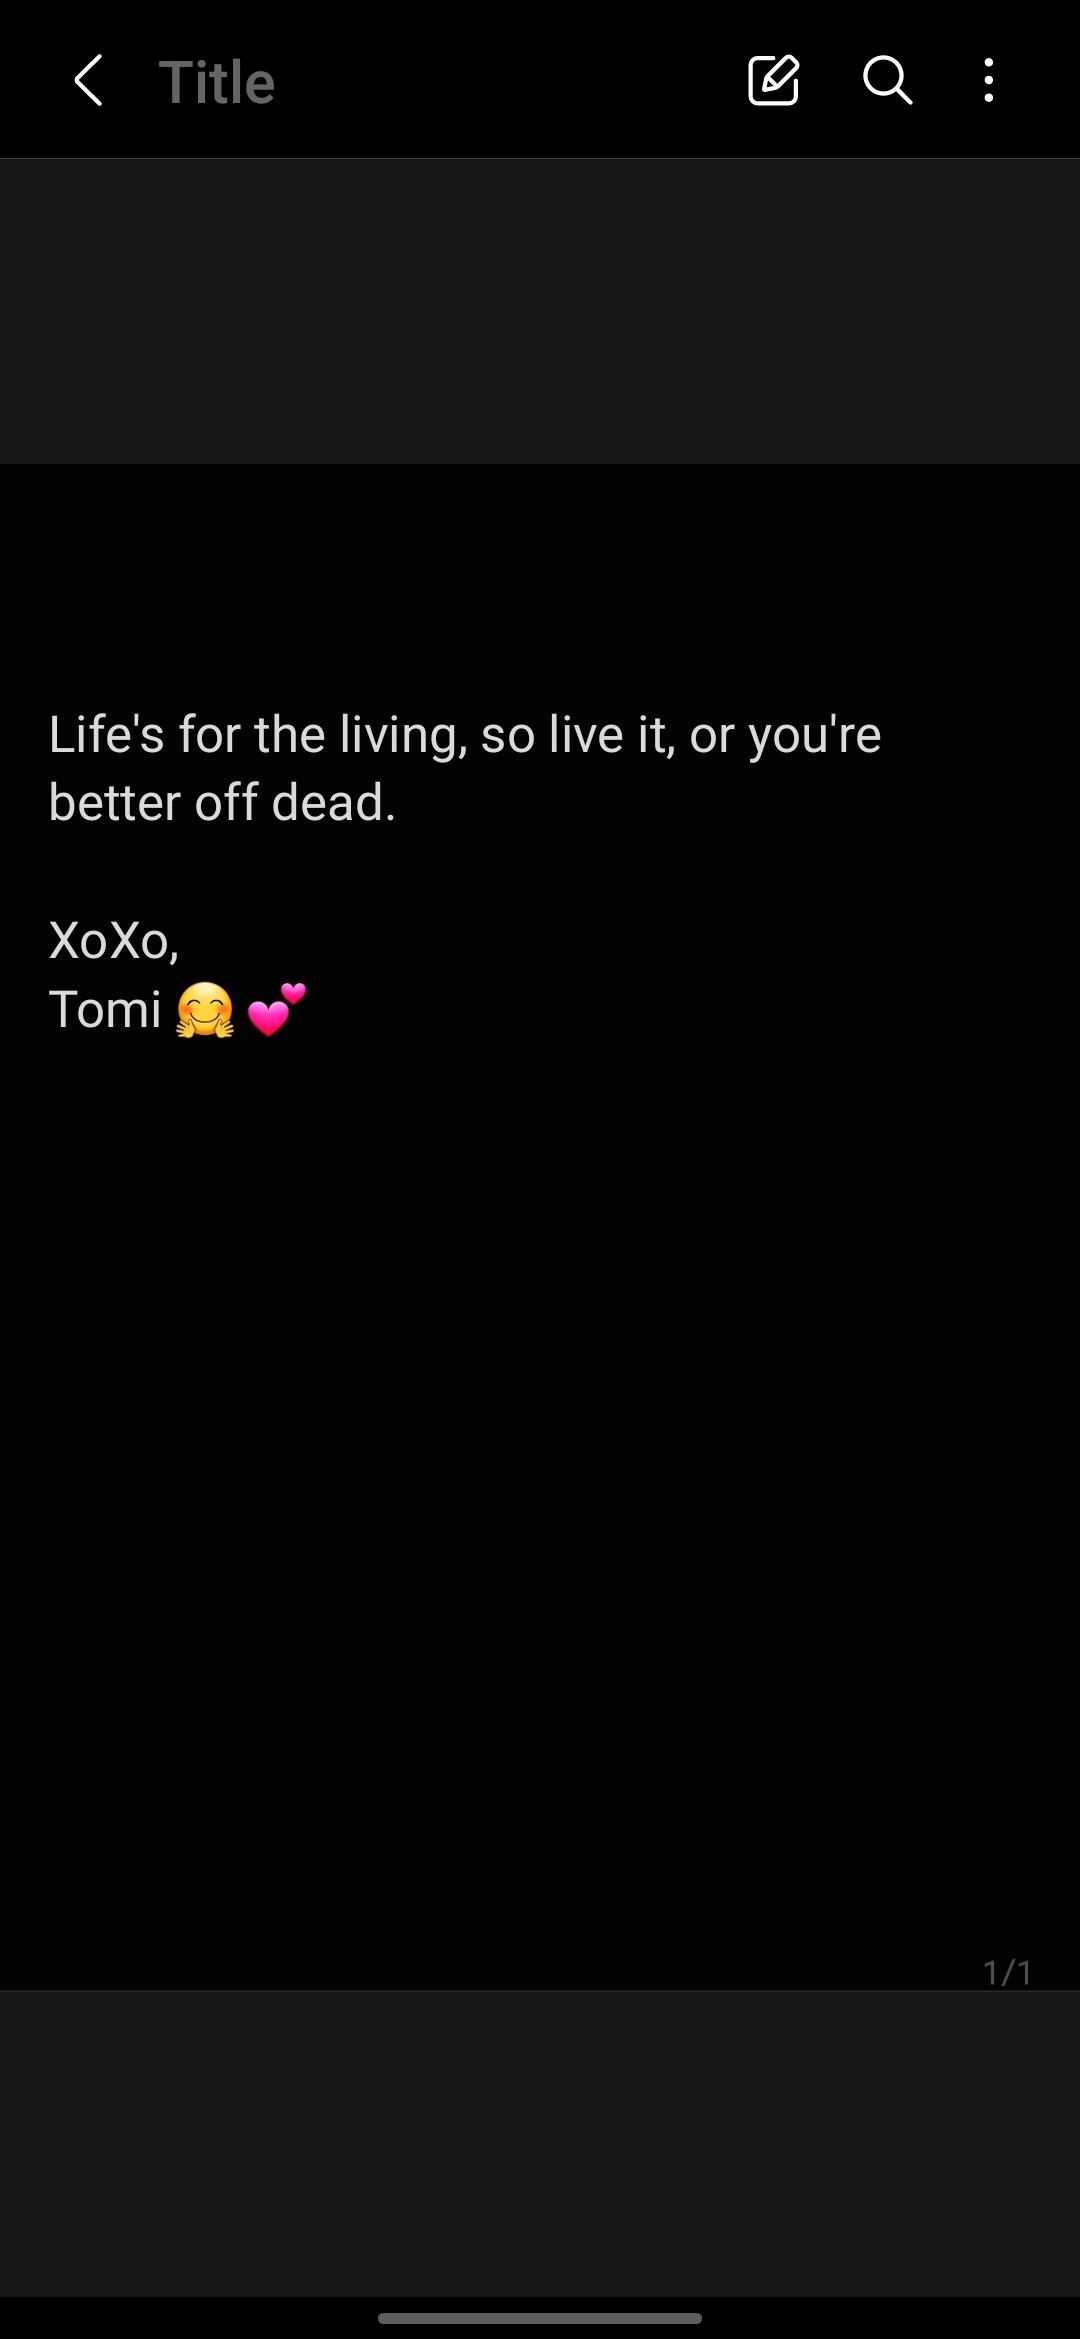 Title
Life's for the living, so live it, or you're
better off dead.
XoXo,
Tomi 🤗 💕
1/1